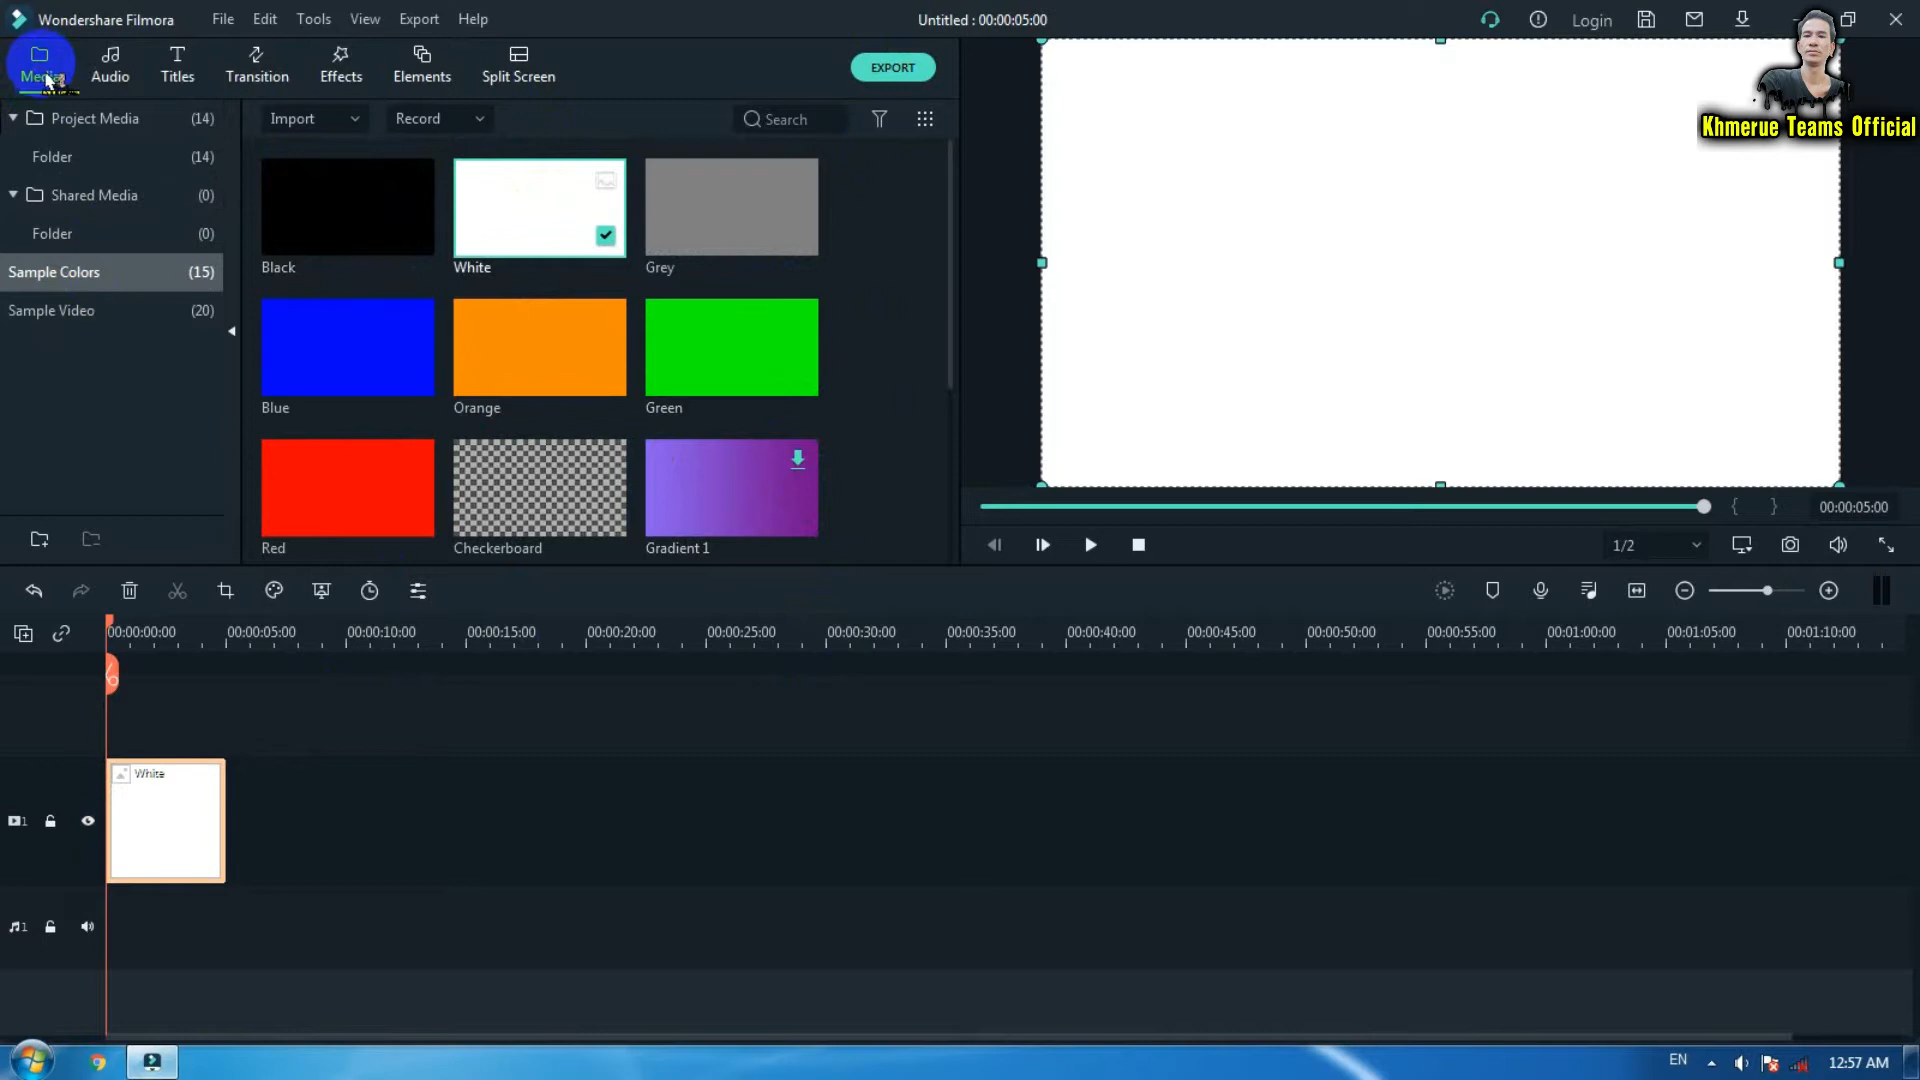 Wondershare Filmora File Edit Tools View Export Help Untitled : 00:00:05:00 Login
Media Audio Titles Transition Effects Elements Split Screen EXPORT
Khmerue Teams Official
Project Media (14) Import Record Search
Folder (14)
Shared Media (0)
Folder (0)
Sample Colors (15)
Sample Video (20)
Black White Grey
Blue Orange Green
Red Checkerboard Gradient 1
{ } 00:00:05:00
1/2
00:00:00:00 00:00:05:00 00:00:10:00 00:00:15:00 00:00:20:00 00:00:25:00 00:00:30:00 00:00:35:00 00:00:40:00 00:00:45:00 00:00:50:00 00:00:55:00 00:01:00:00 00:01:05:00 00:01:10:00
White
1
1
EN 12:57 AM